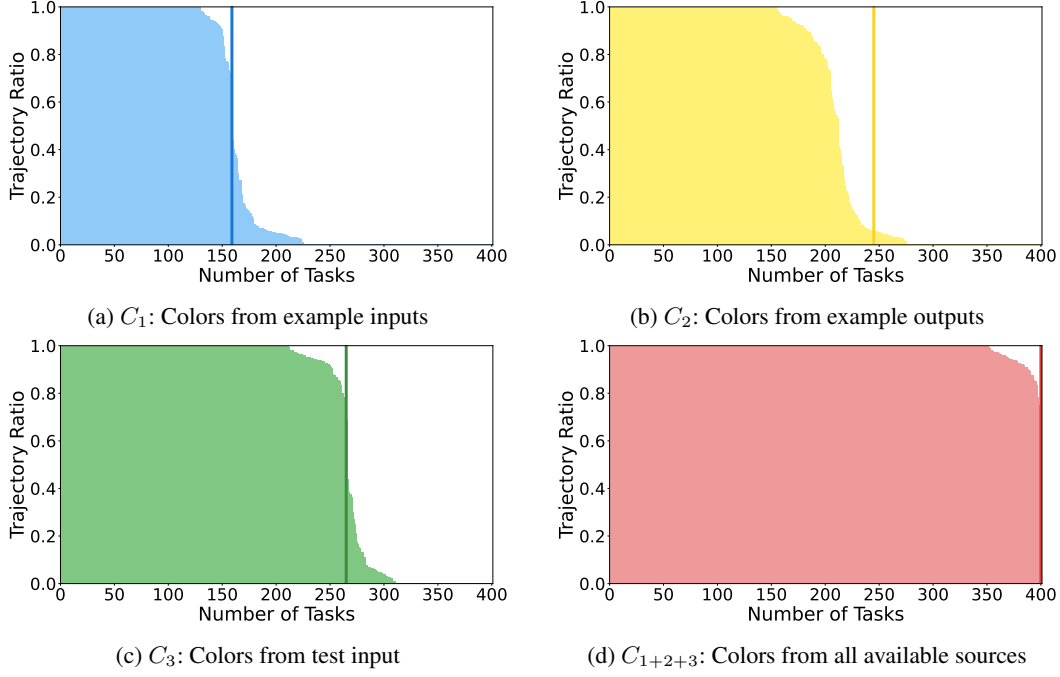 1.0
0.8
0.6
0.4
0.2
0.0
Trajectory Ratio
0 50 100 150 200 250 300 350 400
Number of Tasks
(a) C₁: Colors from example inputs
1.0
0.8
0.6
0.4
0.2
0.0
Trajectory Ratio
0 50 100 150 200 250 300 350 400
Number of Tasks
(b) C₂: Colors from example outputs
1.0
0.8
0.6
0.4
0.2
0.0
Trajectory Ratio
0 50 100 150 200 250 300 350 400
Number of Tasks
(c) C₃: Colors from test input
1.0
0.8
0.6
0.4
0.2
0.0
Trajectory Ratio
0 50 100 150 200 250 300 350 400
Number of Tasks
(d) C₁₊₂₊₃: Colors from all available sources